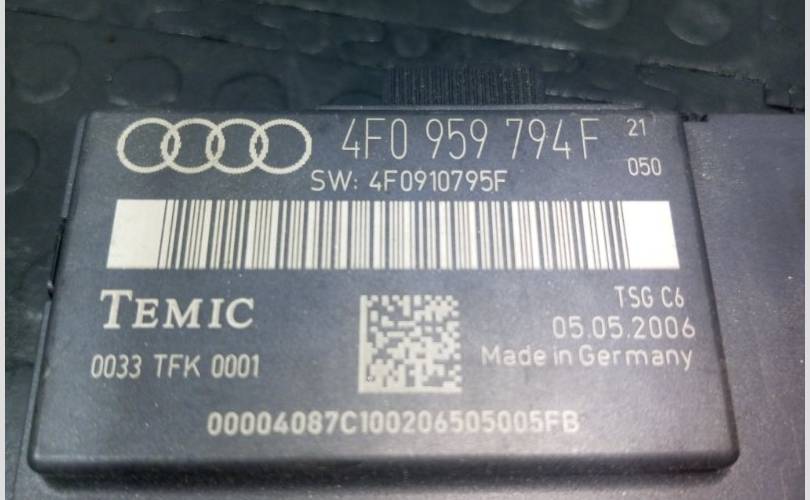 4F0 959 794 F 21
SW: 4F0910795F 050
TEMIC
TSG C6
05.05.2006
0033 TFK 0001
Made in Germany
00004087C100206505005FB